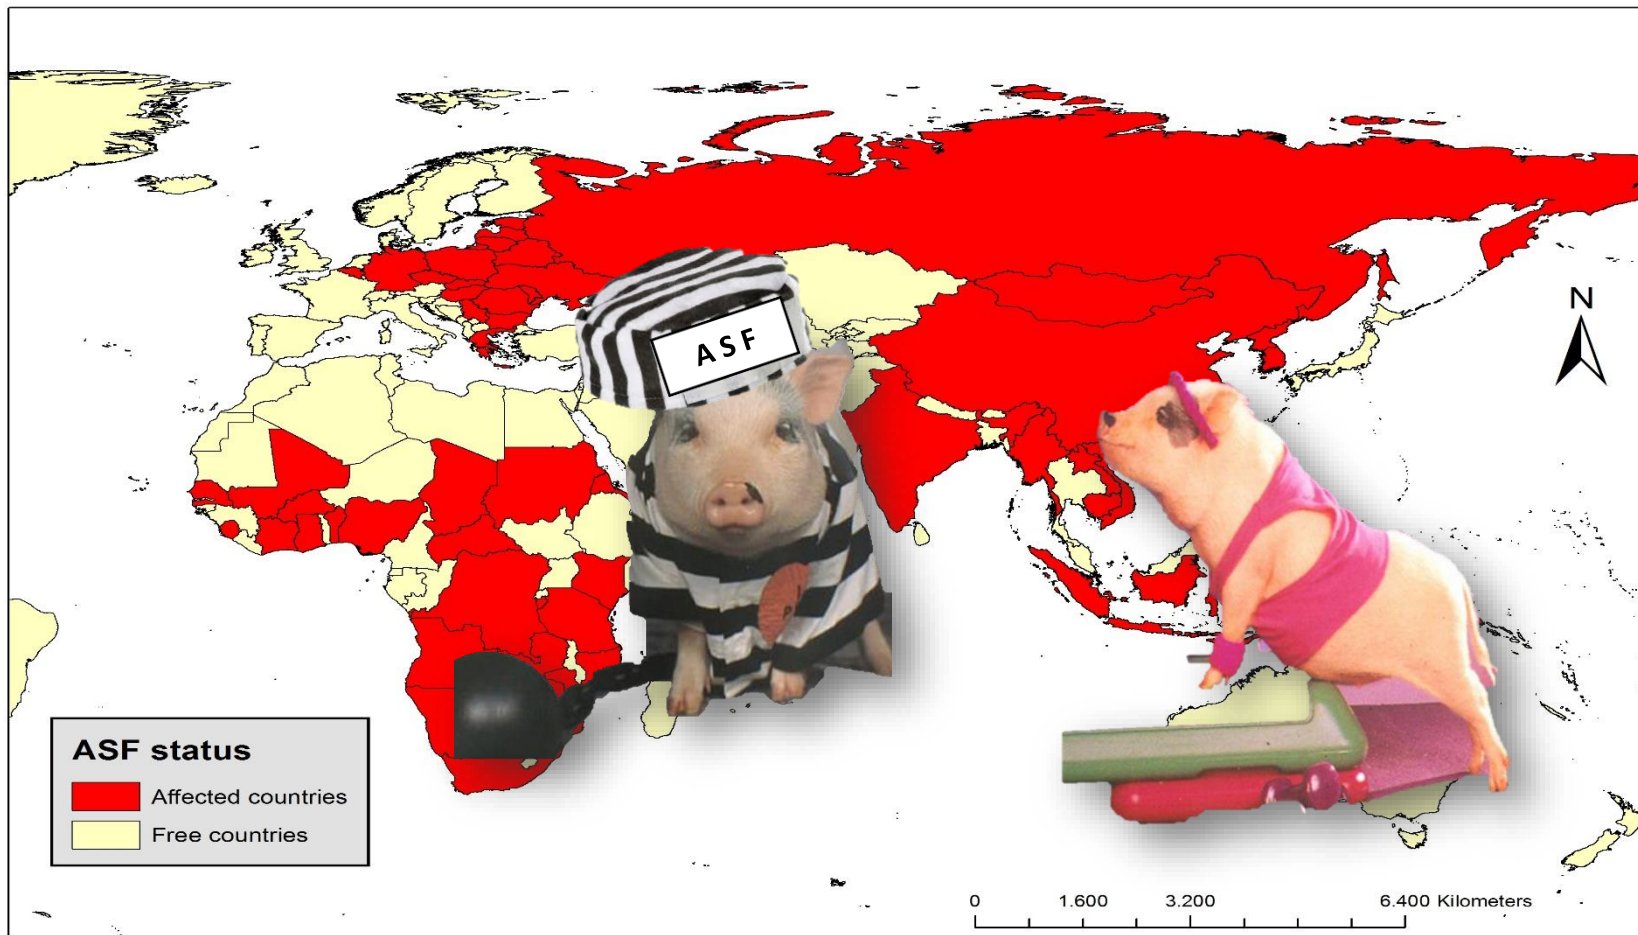 ASF
N
ASF status
Affected countries
Free countries
0 1.600 3.200 6.400 Kilometers